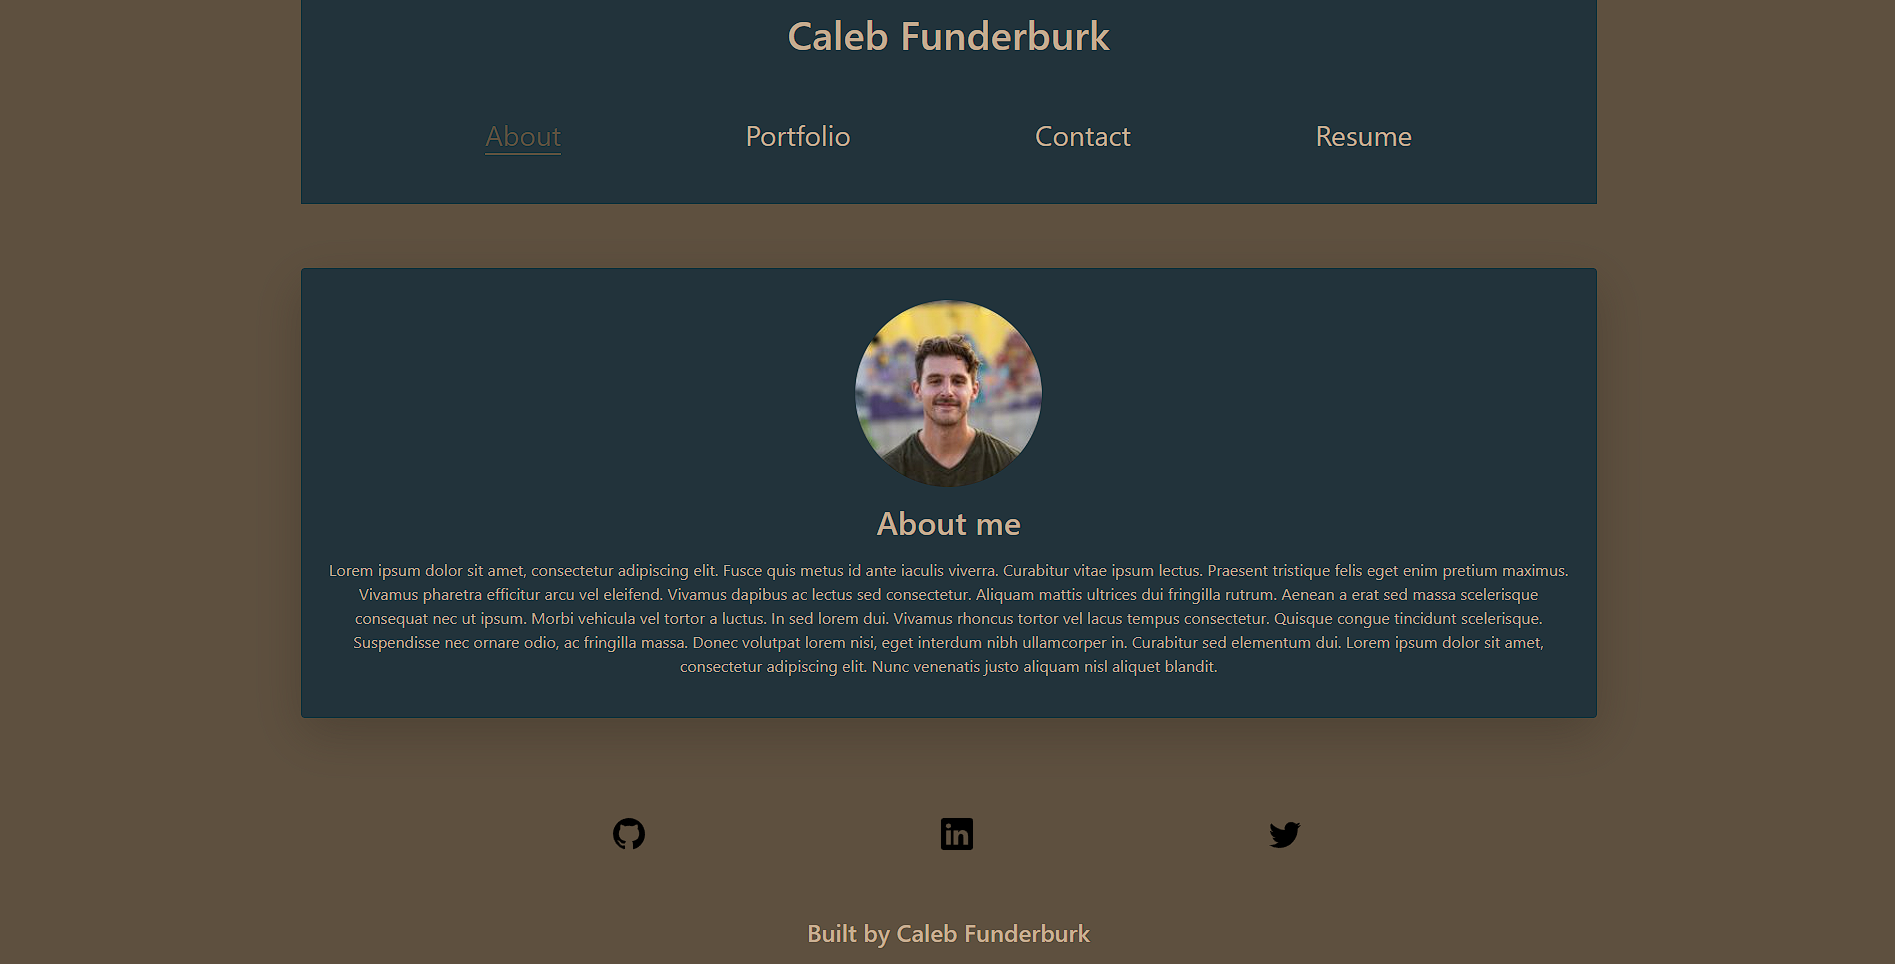 Caleb Funderburk
About Portfolio Contact Resume
About me
Lorem ipsum dolor sit amet, consectetur adipiscing elit. Fusce quis metus id ante iaculis viverra. Curabitur vitae ipsum lectus. Praesent tristique felis eget enim pretium maximus.
Vivamus pharetra efficitur arcu vel eleifend. Vivamus dapibus ac lectus sed consectetur. Aliquam mattis ultrices dui fringilla rutrum. Aenean a erat sed massa scelerisque
consequat nec ut ipsum. Morbi vehicula vel tortor a luctus. In sed lorem dui. Vivamus rhoncus tortor vel lacus tempus consectetur. Quisque congue tincidunt scelerisque.
Suspendisse nec ornare odio, ac fringilla massa. Donec volutpat lorem nisi, eget interdum nibh ullamcorper in. Curabitur sed elementum dui. Lorem ipsum dolor sit amet,
consectetur adipiscing elit. Nunc venenatis justo aliquam nisl aliquet blandit.
in
Built by Caleb Funderburk